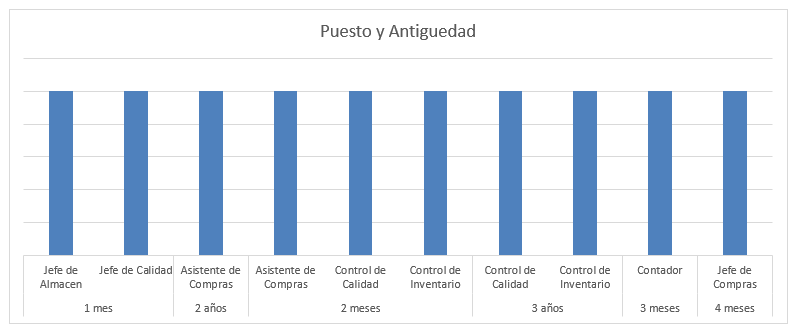 Puesto y Antiguedad
Jefe de Almacen
Jefe de Calidad
Asistente de Compras
Asistente de Compras
Control de Calidad
Control de Inventario
Control de Calidad
Control de Inventario
Contador
Jefe de Compras
1 mes
2 años
2 meses
3 años
3 meses
4 meses